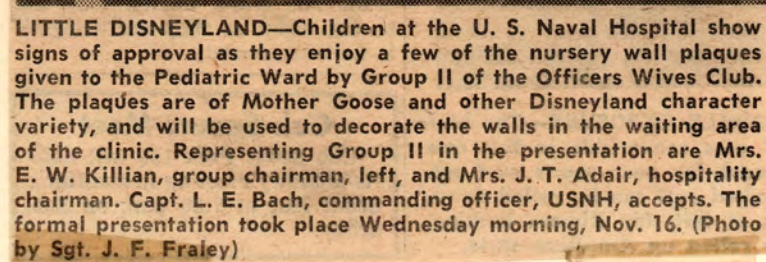 LITTLE DISNEYLAND—Children at the U. S. Naval Hospital show
signs of approval as they enjoy a few of the nursery wall plaques
given to the Pediatric Ward by Group II of the Officers Wives Club.
The plaques are of Mother Goose and other Disneyland character
variety, and will be used to decorate the walls in the waiting area
of the clinic. Representing Group II in the presentation are Mrs.
E. W. Killian, group chairman, left, and Mrs. J. T. Adair, hospitality
chairman. Capt. L. E. Bach, commanding officer, USNH, accepts. The
formal presentation took place Wednesday morning, Nov. 16. (Photo
by Sgt. J. F. Fraley)